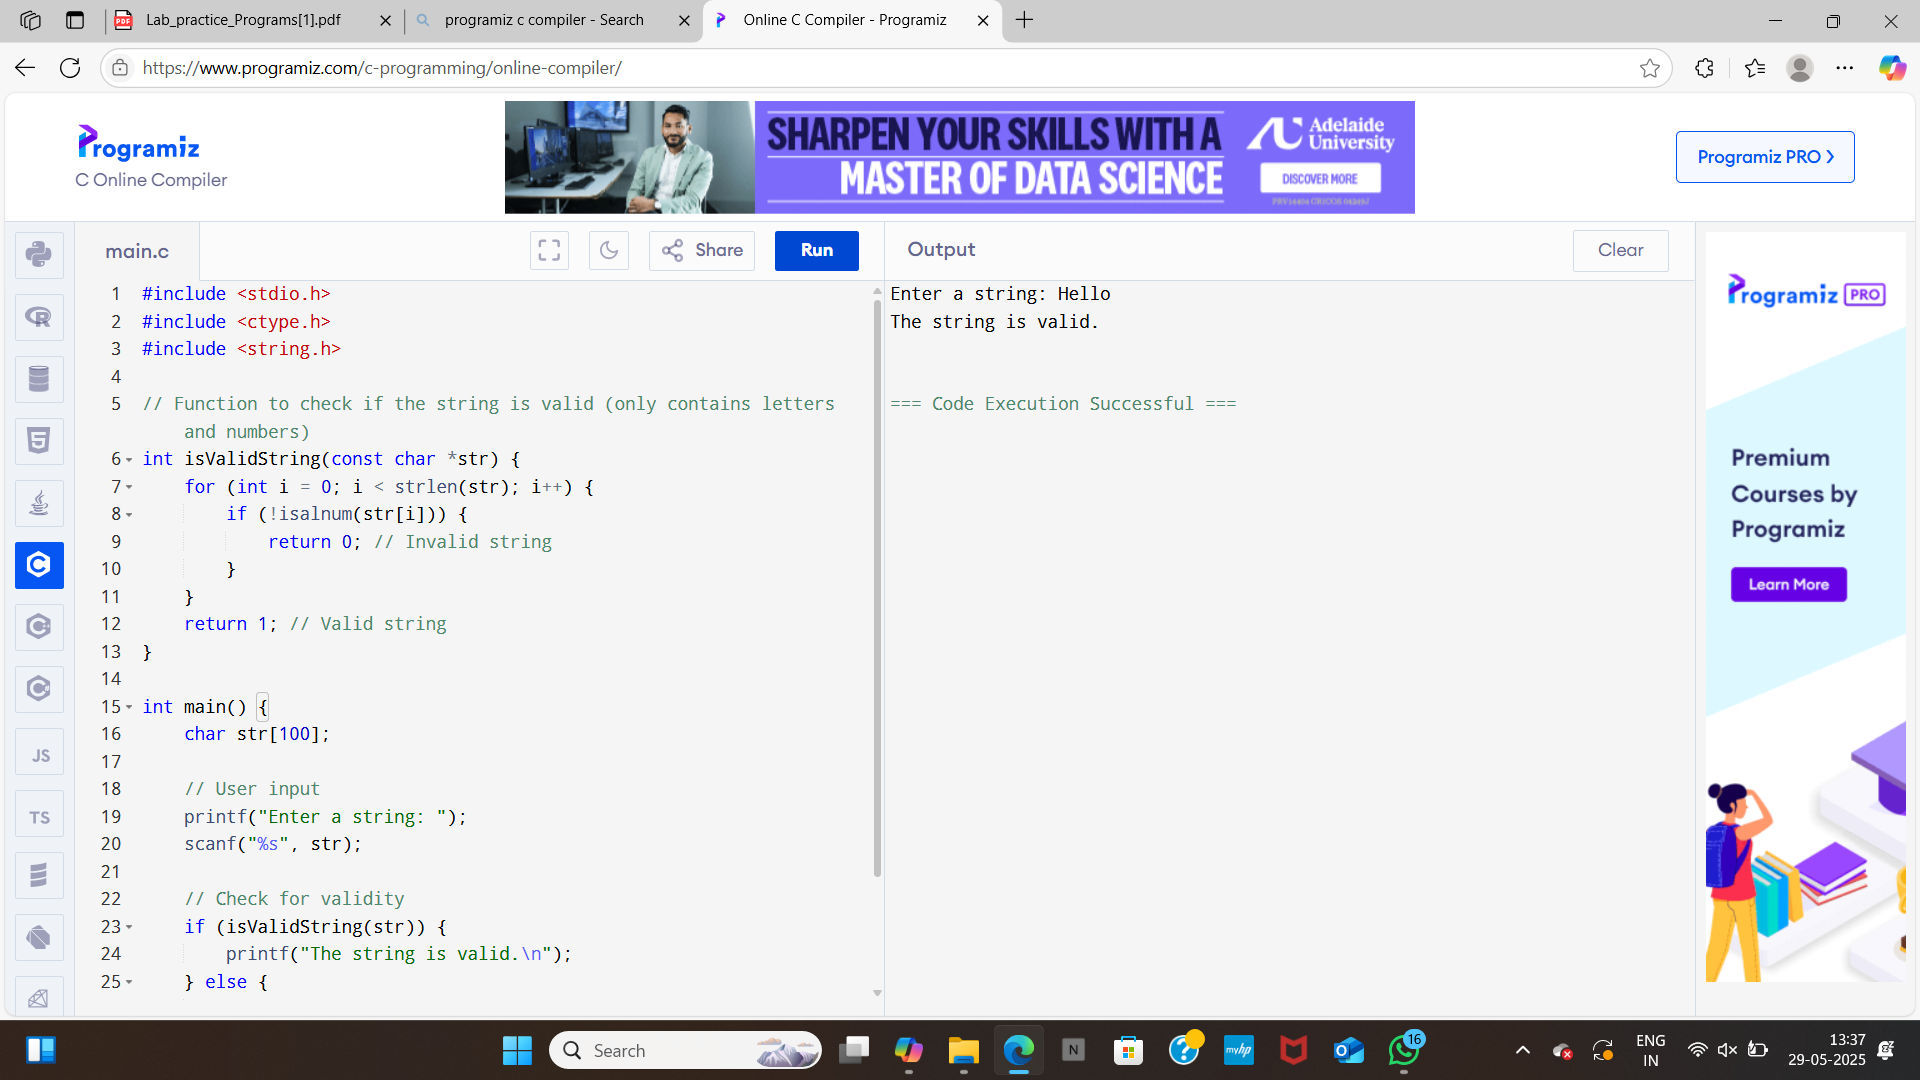 Lab_practice_Programs[1].pdf
programiz c compiler - Search
Online C Compiler - Programiz
https://www.programiz.com/c-programming/online-compiler/
Programiz
C Online Compiler
SHARPEN YOUR SKILLS WITH A
MASTER OF DATA SCIENCE
Adelaide
University
DISCOVER MORE
Programiz PRO
main.c
Share
Run
Output
Clear
1 #include <stdio.h>
2 #include <ctype.h>
3 #include <string.h>
4
5 // Function to check if the string is valid (only contains letters
and numbers)
6 int isValidString(const char *str) {
7 for (int i = 0; i < strlen(str); i++) {
8 if (!isalnum(str[i])) {
9 return 0; // Invalid string
10 }
11 }
12 return 1; // Valid string
13 }
14
15 int main() {
16 char str[100];
17
18 // User input
19 printf("Enter a string: ");
20 scanf("%s", str);
21
22 // Check for validity
23 if (isValidString(str)) {
24 printf("The string is valid.\n");
25 } else {
Enter a string: Hello
The string is valid.
=== Code Execution Successful ===
Programiz PRO
Premium
Courses by
Programiz
Learn More
JS
TS
Search
N
myhp
16
ENG
IN
13:37
29-05-2025